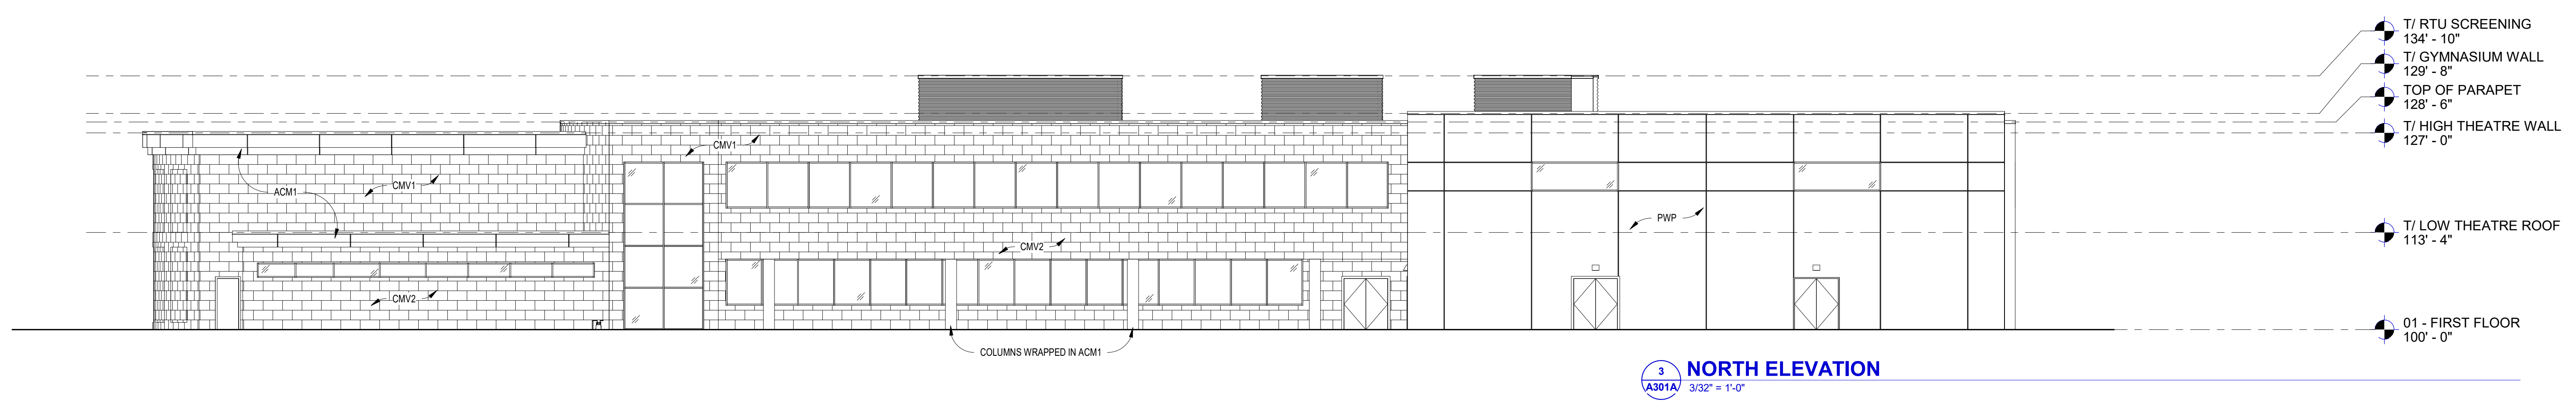 T/ RTU SCREENING
134' - 10"
T/ GYMNASIUM WALL
129' - 8"
TOP OF PARAPET
128' - 6"
T/ HIGH THEATRE WALL
127' - 0"
CMV1
CMV1
ACM1
PWP
T/ LOW THEATRE ROOF
113' - 4"
CMV2
CMV2
01 - FIRST FLOOR
100' - 0"
COLUMNS WRAPPED IN ACM1
3
A301A
NORTH ELEVATION
3/32" = 1'-0"